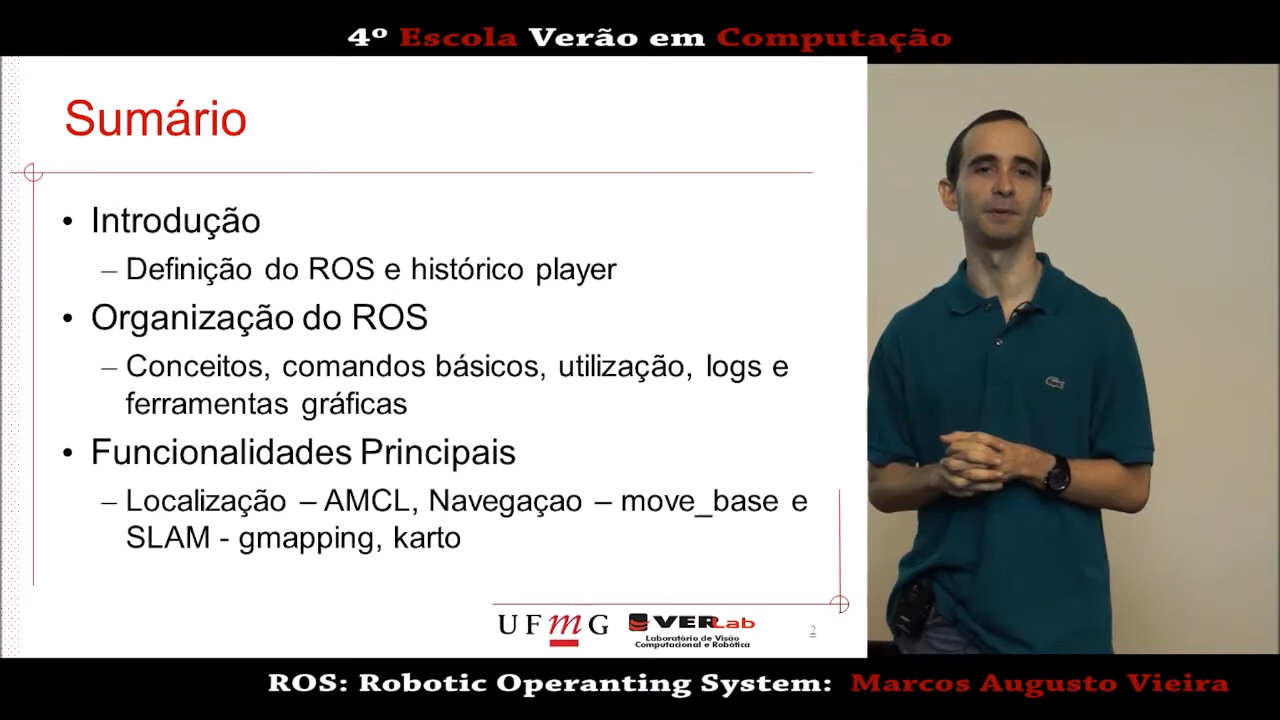 4º Escola Verão em Computação
Sumário
• Introdução
– Definição do ROS e histórico player
• Organização do ROS
– Conceitos, comandos básicos, utilização, logs e
ferramentas gráficas
• Funcionalidades Principais
– Localização – AMCL, Navegaçao – move_base e
SLAM - gmapping, karto
UFmG
VERLab
Laboratório de Visão
Computacional e Robótica
2
ROS: Robotic Operanting System: Marcos Augusto Vieira